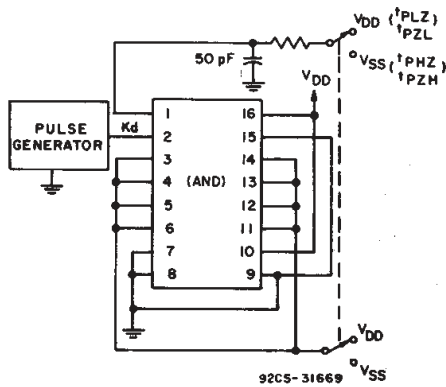 VDD (tPLZ)
tPZL
VSS (tPHZ)
tPZH
50 pF
VDD
PULSE
GENERATOR
Kd
(AND)
1
2
3
4
5
6
7
8
16
15
14
13
12
11
10
9
VDD
VSS
92CS-31669